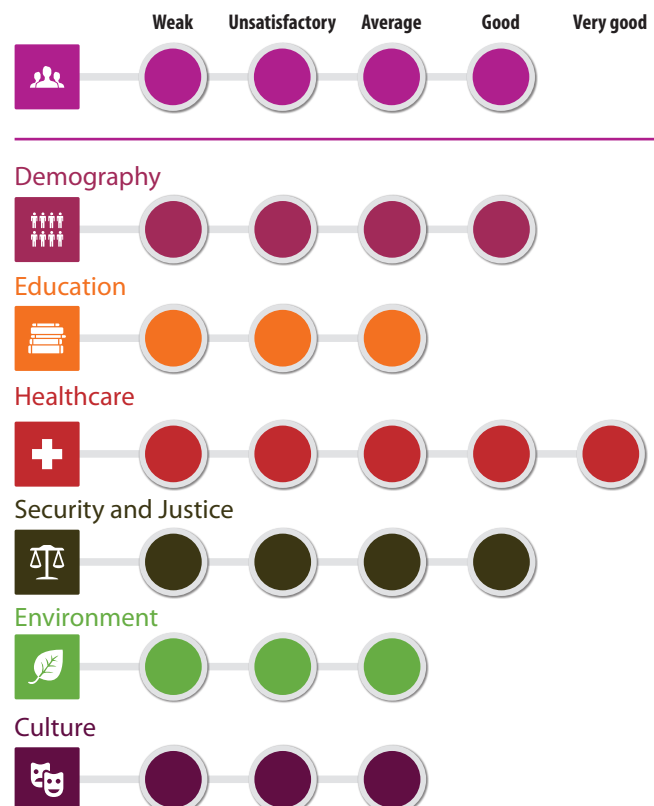 Weak Unsatisfactory Average Good Very good
Demography
Education
Healthcare
Security and Justice
Environment
Culture